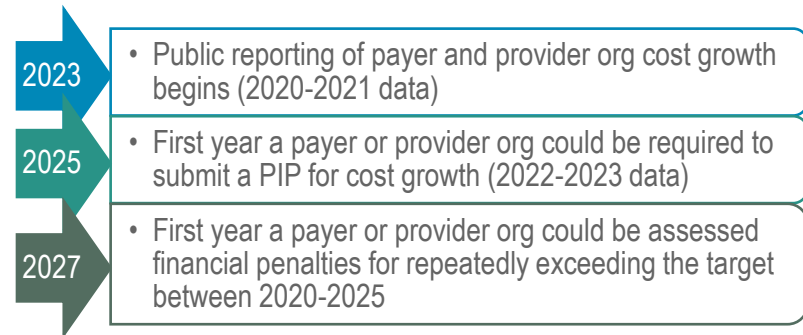 2023
• Public reporting of payer and provider org cost growth
begins (2020-2021 data)
2025
• First year a payer or provider org could be required to
submit a PIP for cost growth (2022-2023 data)
2027
• First year a payer or provider org could be assessed
financial penalties for repeatedly exceeding the target
between 2020-2025